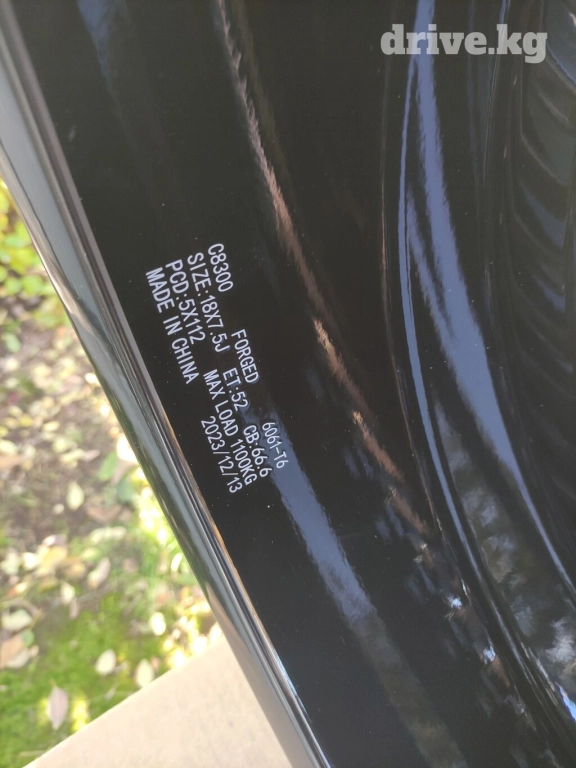 drive.kg
C8300 FORGED 6061-T6
SIZE:18X7.5J ET:52 CB:66.6
PCD:5X112 MAX LOAD 1100KG
MADE IN CHINA 2023/12/13